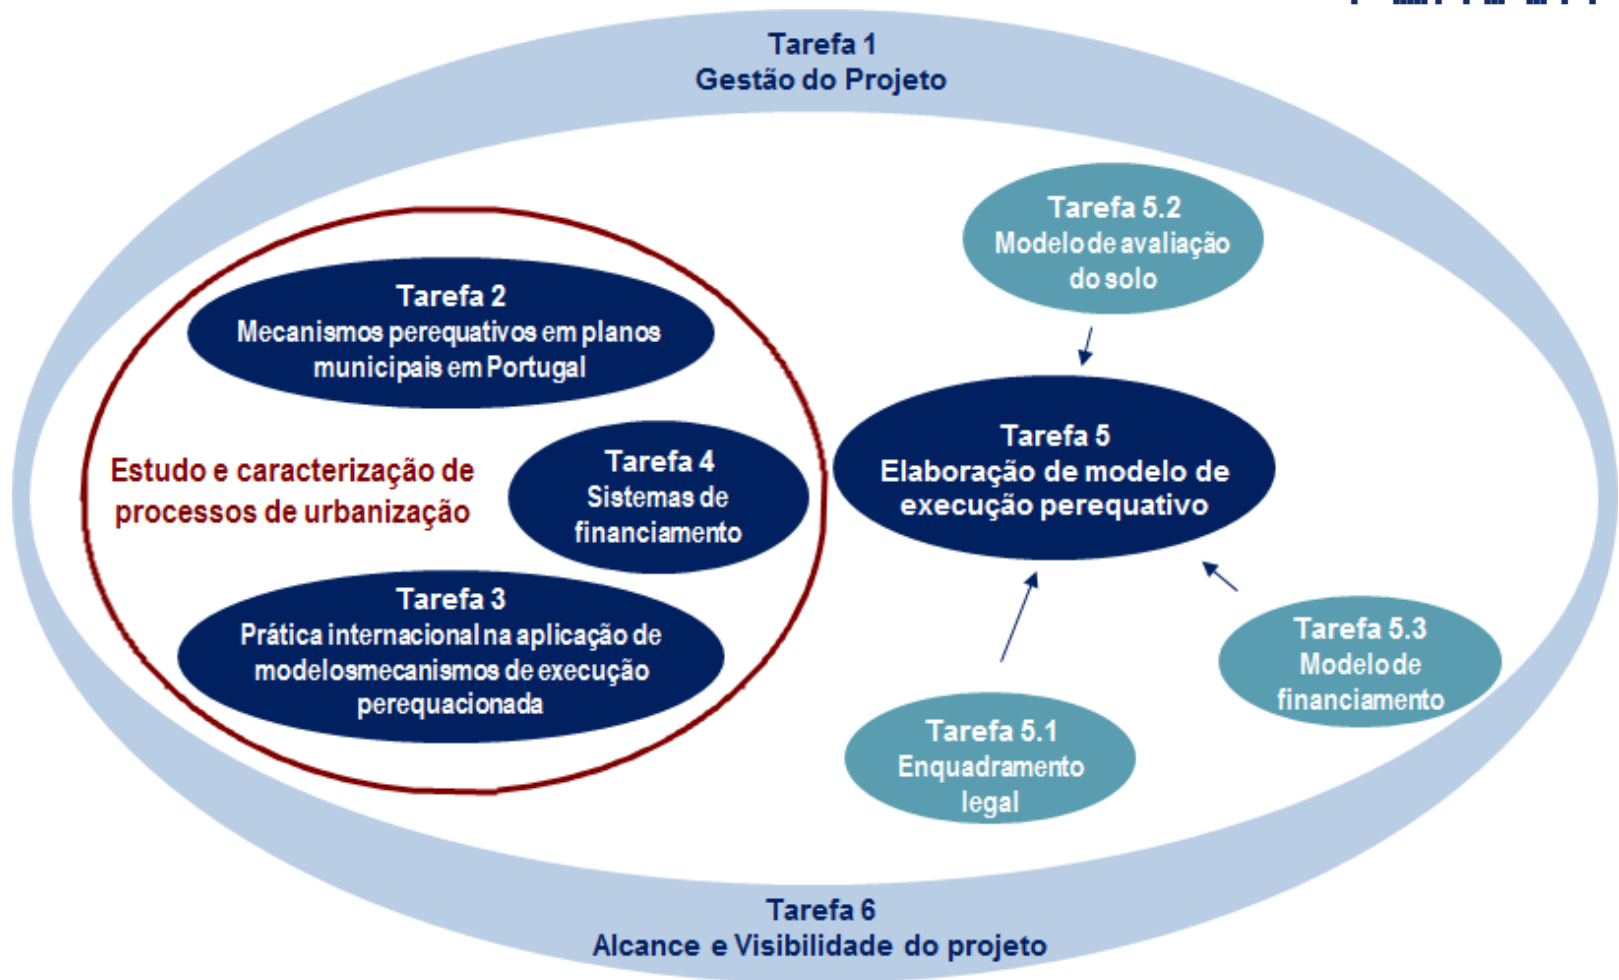 Tarefa 1
Gestão do Projeto
Tarefa 5.2
Modelo de avaliação
do solo
Tarefa 2
Mecanismos perequativos em planos
municipais em Portugal
Estudo e caracterização de
processos de urbanização
Tarefa 4
Sistemas de
financiamento
Tarefa 3
Prática internacional na aplicação de
modelosmecanismos de execução
perequacionada
Tarefa 5
Elaboração de modelo de
execução perequativo
Tarefa 5.3
Modelo de
financiamento
Tarefa 5.1
Enquadramento
legal
Tarefa 6
Alcance e Visibilidade do projeto